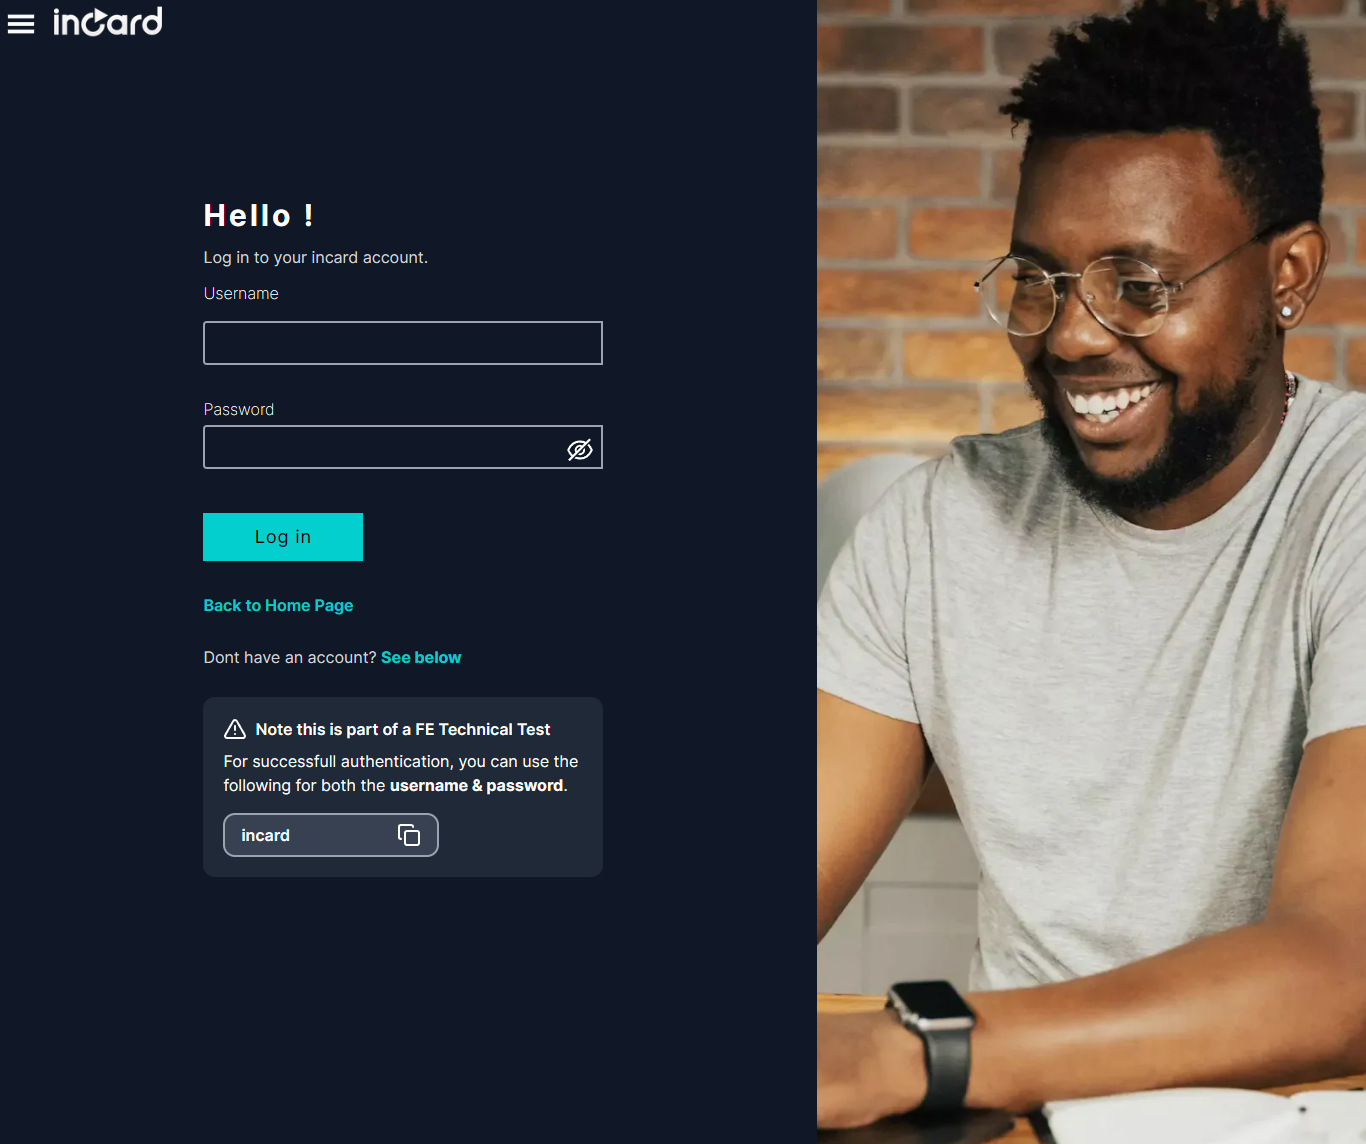 incard
Hello !
Log in to your incard account.
Username
Password
Log in
Back to Home Page
Dont have an account? See below
Note this is part of a FE Technical Test
For successfull authentication, you can use the
following for both the username & password.
incard